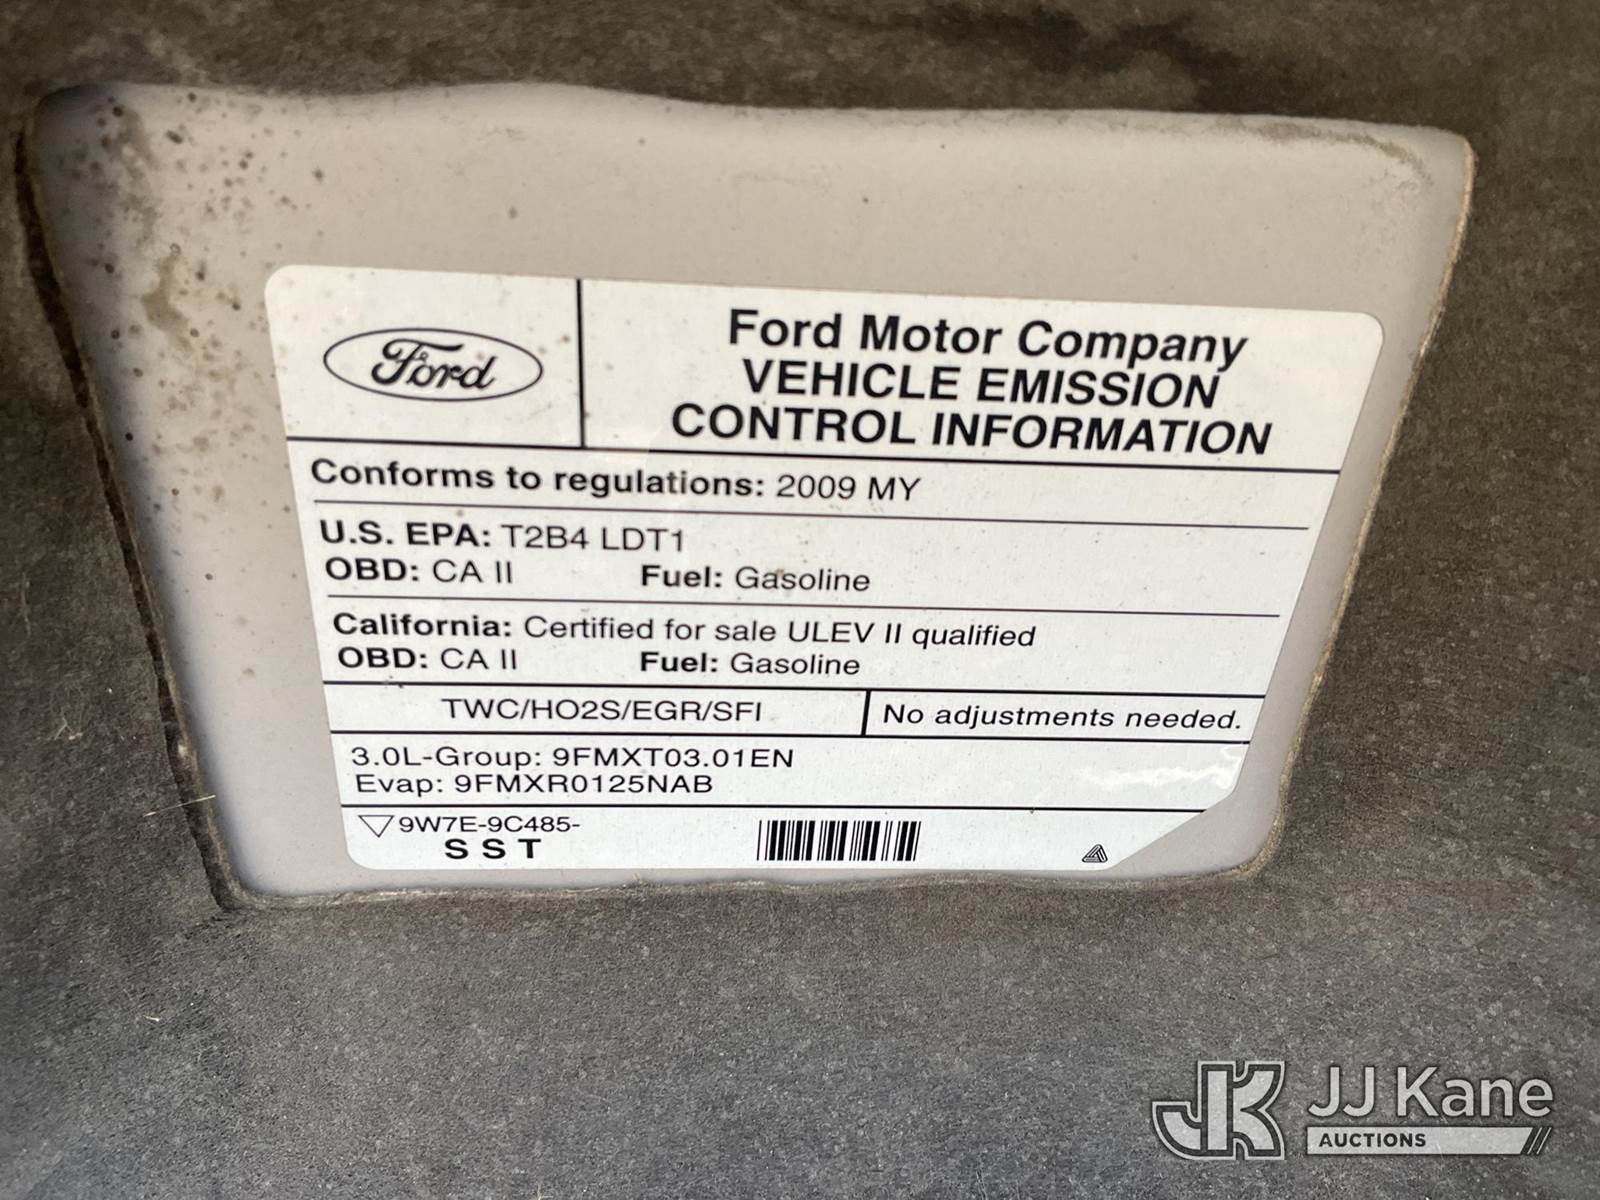 Ford
Ford Motor Company
VEHICLE EMISSION
CONTROL INFORMATION
Conforms to regulations: 2009 MY
U.S. EPA: T2B4 LDT1
OBD: CA II Fuel: Gasoline
California: Certified for sale ULEV II qualified
OBD: CA II Fuel: Gasoline
TWC/HO2S/EGR/SFI No adjustments needed.
3.0L-Group: 9FMXT03.01EN
Evap: 9FMXR0125NAB
9W7E-9C485-
SST
JK JJ Kane
AUCTIONS